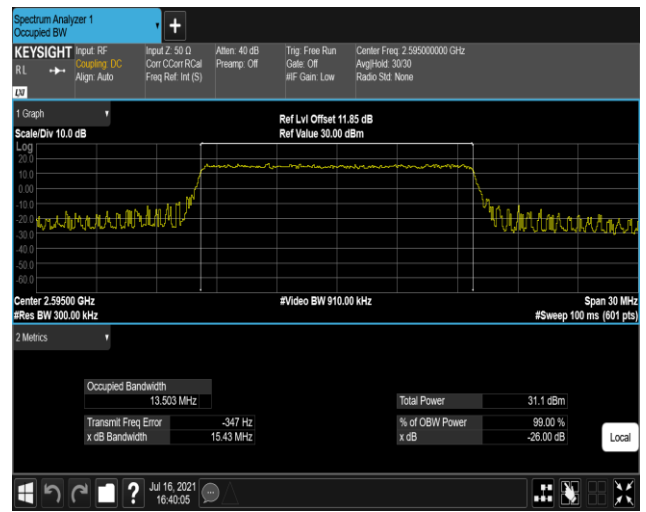 Spectrum Analyzer 1
Occupied BW
+
KEYSIGHT Input: RF Input Z: 50 Ω Atten: 40 dB Trig: Free Run Center Freq: 2.595000000 GHz
R L Coupling: DC Corr CCorr RCal Preamp: Off Gate: Off Avg|Hold: 30/30
Align: Auto Freq Ref: Int (S) #IF Gain: Low Radio Std: None
LXI
1 Graph Ref Lvl Offset 11.85 dB
Scale/Div 10.0 dB Ref Value 30.00 dBm
Log
20.0
10.0
0.00
-10.0
-20.0
-30.0
-40.0
-50.0
-60.0
Center 2.59500 GHz #Video BW 910.00 kHz Span 30 MHz
#Res BW 300.00 kHz #Sweep 100 ms (601 pts)
2 Metrics
Occupied Bandwidth
13.503 MHz Total Power 31.1 dBm
Transmit Freq Error -347 Hz % of OBW Power 99.00 %
x dB Bandwidth 15.43 MHz x dB -26.00 dB
Local
? Jul 16, 2021
16:40:05